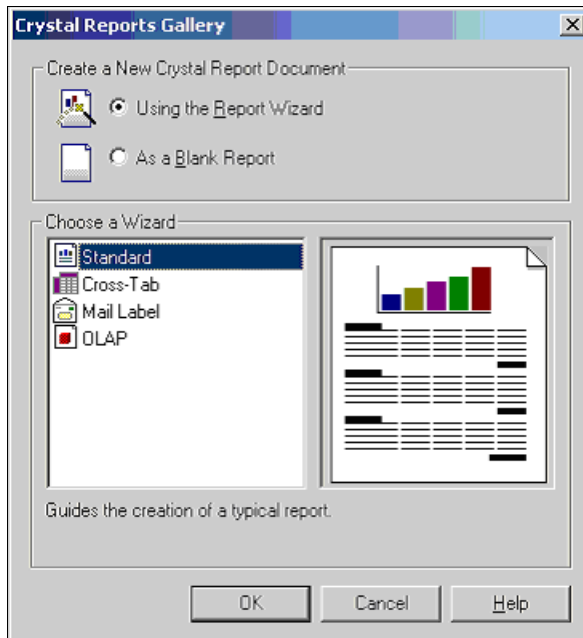 Crystal Reports Gallery
Create a New Crystal Report Document
Using the Report Wizard
As a Blank Report
Choose a Wizard
Standard
Cross-Tab
Mail Label
OLAP
Guides the creation of a typical report.
OK Cancel Help